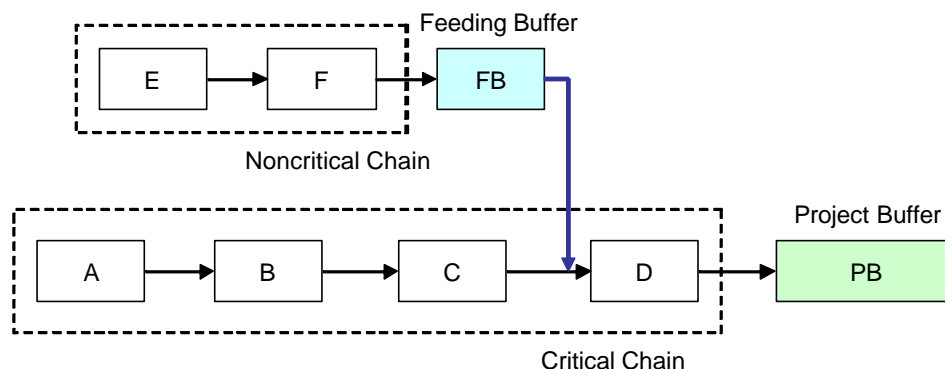 Feeding Buffer
E
F
FB
Noncritical Chain
Project Buffer
A
B
C
D
PB
Critical Chain